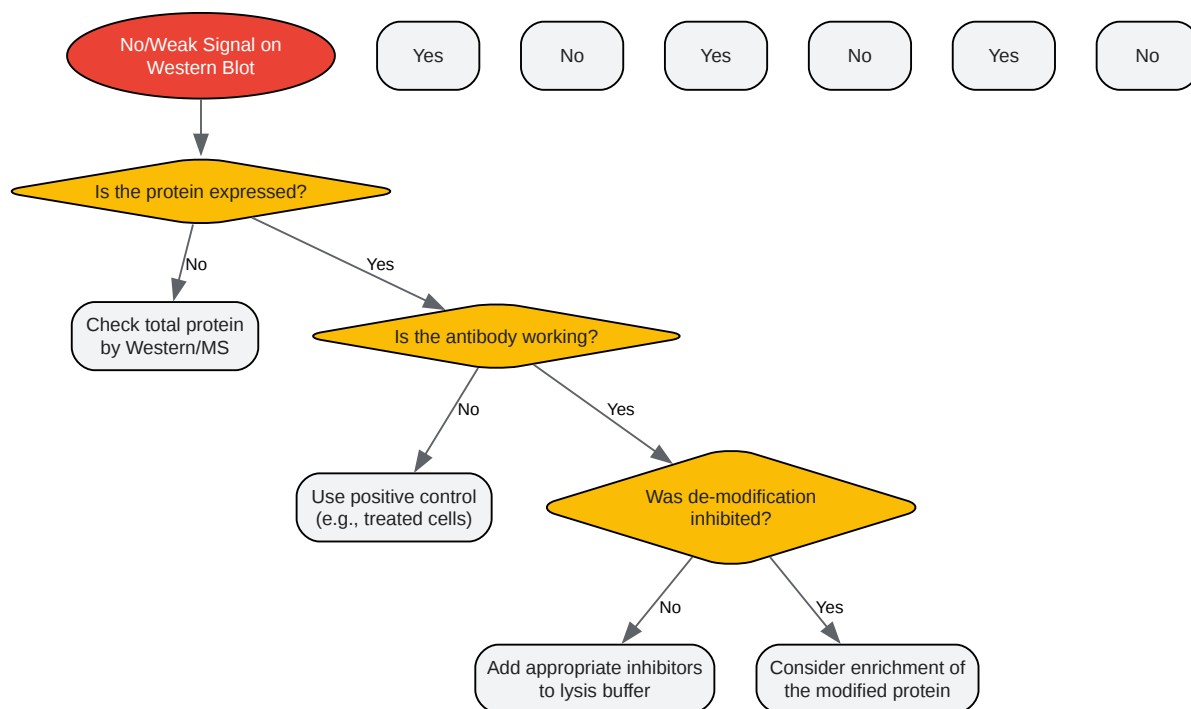 No/Weak Signal on
Western Blot
Yes
No
Yes
No
Yes
No
Is the protein expressed?
No
Yes
Check total protein
by Western/MS
Is the antibody working?
No
Yes
Use positive control
(e.g., treated cells)
Was de-modification
inhibited?
No
Yes
Add appropriate inhibitors
to lysis buffer
Consider enrichment of
the modified protein